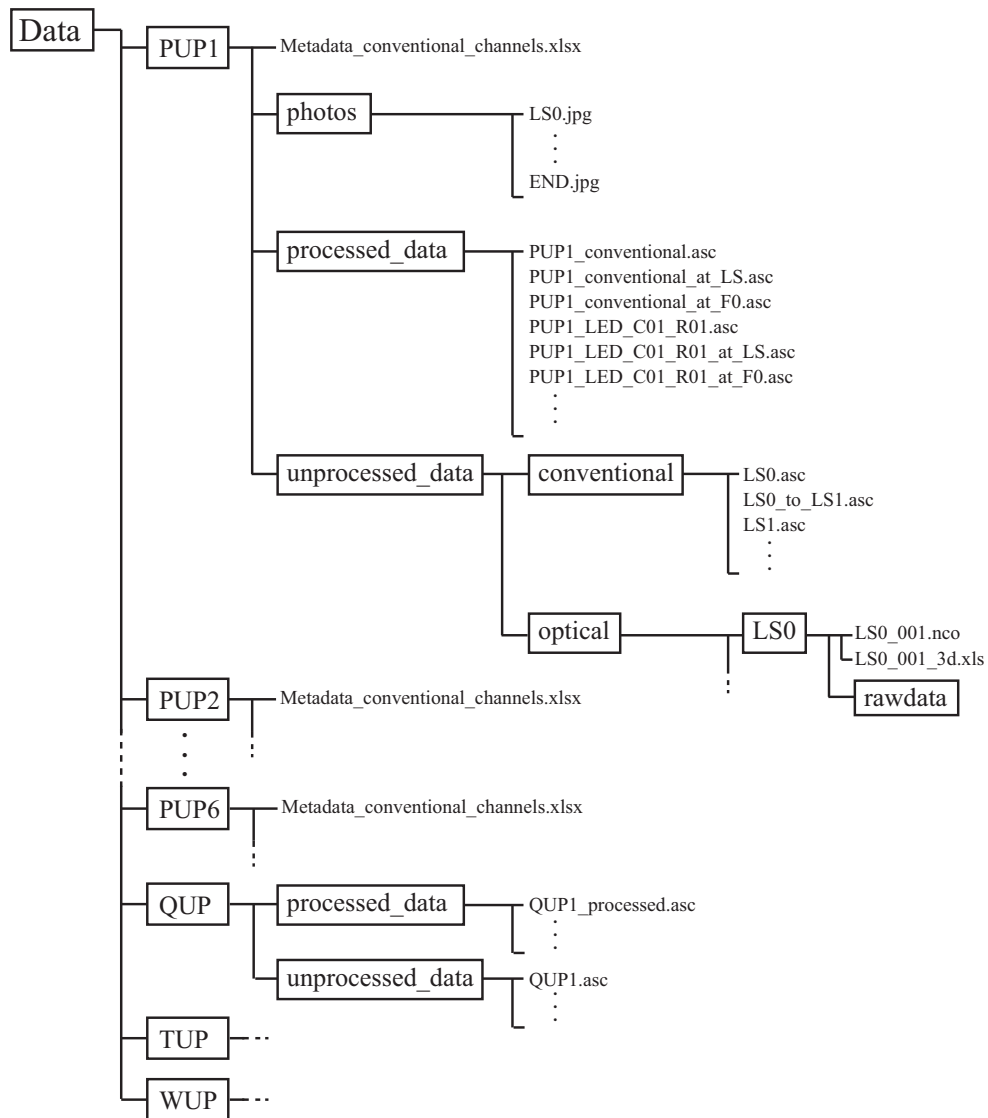 Data
PUP1
Metadata_conventional_channels.xlsx
photos
LS0.jpg
END.jpg
processed_data
PUP1_conventional.asc
PUP1_conventional_at_LS.asc
PUP1_conventional_at_F0.asc
PUP1_LED_C01_R01.asc
PUP1_LED_C01_R01_at_LS.asc
PUP1_LED_C01_R01_at_F0.asc
unprocessed_data
conventional
LS0.asc
LS0_to_LS1.asc
LS1.asc
optical
LS0
LS0_001.nco
LS0_001_3d.xls
rawdata
PUP2
Metadata_conventional_channels.xlsx
PUP6
Metadata_conventional_channels.xlsx
QUP
processed_data
QUP1_processed.asc
unprocessed_data
QUP1.asc
TUP
WUP